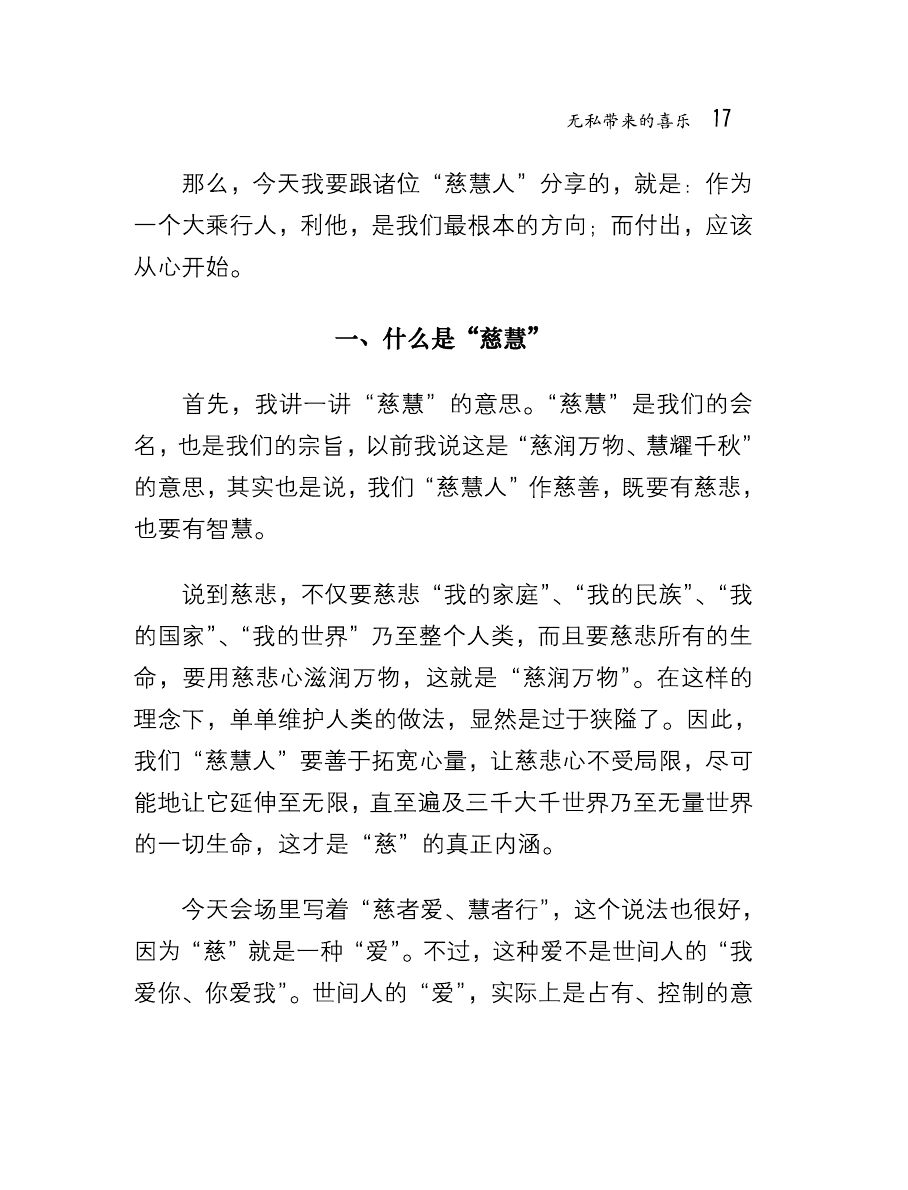 无私带来的喜乐 17
那么，今天我要跟诸位“慈慧人”分享的，就是：作为
一个大乘行人，利他，是我们最根本的方向；而付出，应该
从心开始。
一、什么是“慈慧”
首先，我讲一讲“慈慧”的意思。“慈慧”是我们的会
名，也是我们的宗旨，以前我说这是“慈润万物、慧耀千秋”
的意思，其实也是说，我们“慈慧人”作慈善，既要有慈悲，
也要有智慧。
说到慈悲，不仅要慈悲“我的家庭”、“我的民族”、“我
的国家”、“我的世界”乃至整个人类，而且要慈悲所有的生
命，要用慈悲心滋润万物，这就是“慈润万物”。在这样的
理念下，单单维护人类的做法，显然是过于狭隘了。因此，
我们“慈慧人”要善于拓宽心量，让慈悲心不受局限，尽可
能地让它延伸至无限，直至遍及三千大千世界乃至无量世界
的一切生命，这才是“慈”的真正内涵。
今天会场里写着“慈者爱、慧者行”，这个说法也很好，
因为“慈”就是一种“爱”。不过，这种爱不是世间人的“我
爱你、你爱我”。世间人的“爱”，实际上是占有、控制的意